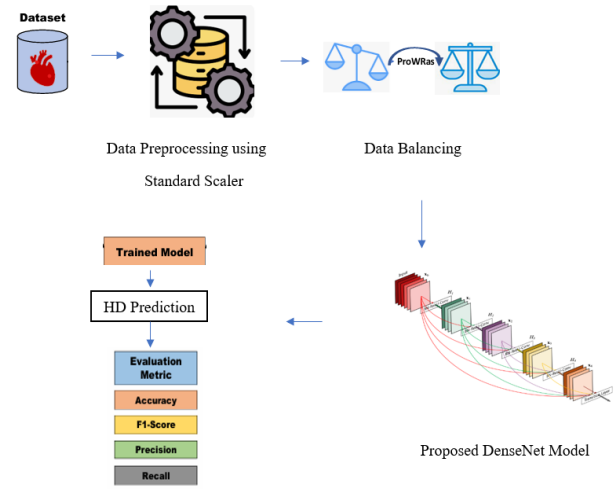 Dataset
ProWRas
Data Preprocessing using
Standard Scaler
Data Balancing
Trained Model
HD Prediction
Evaluation
Metric
Accuracy
F1-Score
Precision
Recall
Proposed DenseNet Model